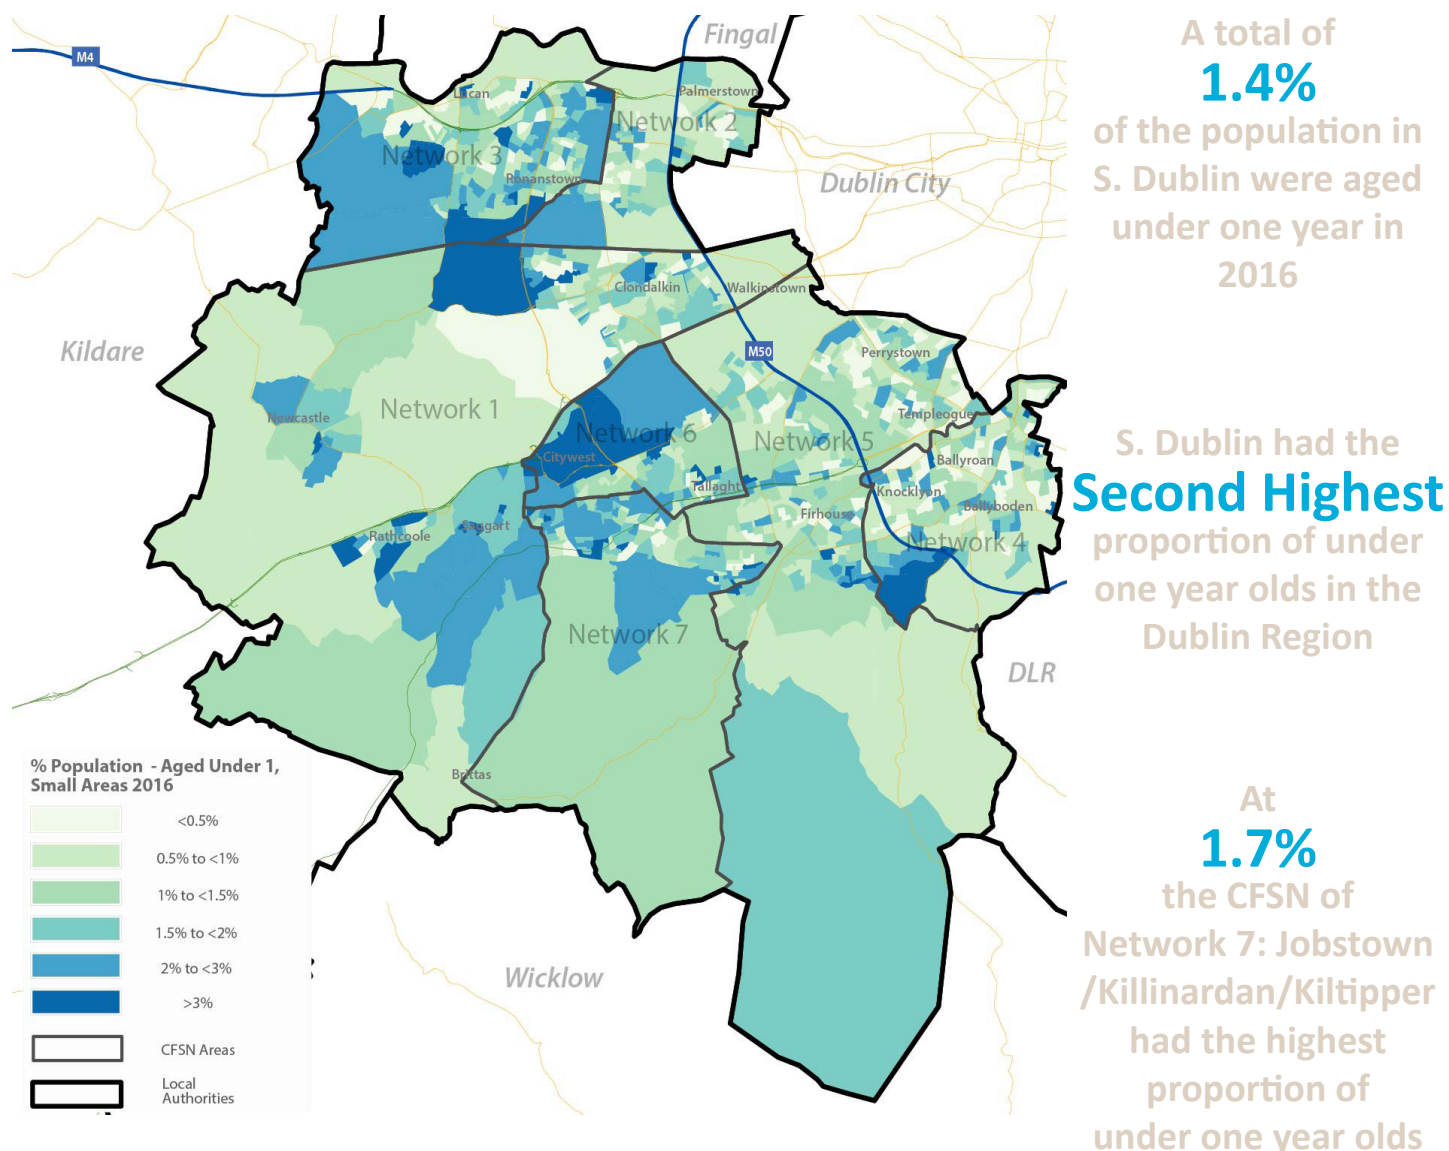 Fingal
M4
Lucan
Palmerstown
Network 2
Network 3
Ronanstown
Dublin City
Clondalkin
Walkinstown
Kildare
M50
Perrystown
Newcastle
Network 1
Templeogue
Network 6
Network 5
Citywest
Ballyroan
Tallaght
Knocklyon
Firhouse
Ballyboden
Saggart
Rathcoole
Network 4
Network 7
DLR
Brittas
Wicklow
% Population - Aged Under 1,
Small Areas 2016
<0.5%
0.5% to <1%
1% to <1.5%
1.5% to <2%
2% to <3%
>3%
CFSN Areas
Local
Authorities
A total of
1.4%
of the population in
S. Dublin were aged
under one year in
2016
S. Dublin had the
Second Highest
proportion of under
one year olds in the
Dublin Region
At
1.7%
the CFSN of
Network 7: Jobstown
/Killinardan/Kiltipper
had the highest
proportion of
under one year olds